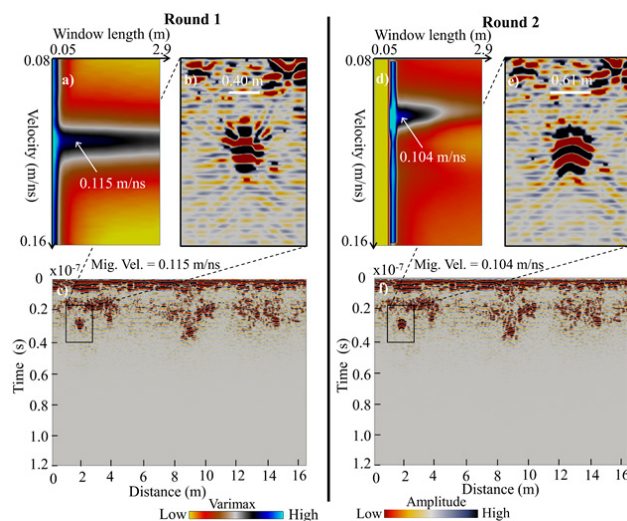 Round 1
Window length (m)
0.05 2.9
0.08
a)
Velocity (m/ns)
0.115 m/ns
0.16
b)
0.40 m
Mig. Vel. = 0.115 m/ns
x10-7
c)
0
0.2
0.4
0.6
0.8
1.0
1.2
Time (s)
0 2 4 6 8 10 12 14 16
Distance (m)
Varimax
Low High
Round 2
Window length (m)
0.05 2.9
0.08
d)
Velocity (m/ns)
0.104 m/ns
0.16
e)
0.61 m
Mig. Vel. = 0.104 m/ns
x10-7
f)
0
0.2
0.4
0.6
0.8
1.0
1.2
Time (s)
0 2 4 6 8 10 12 14 16
Distance (m)
Amplitude
Low High